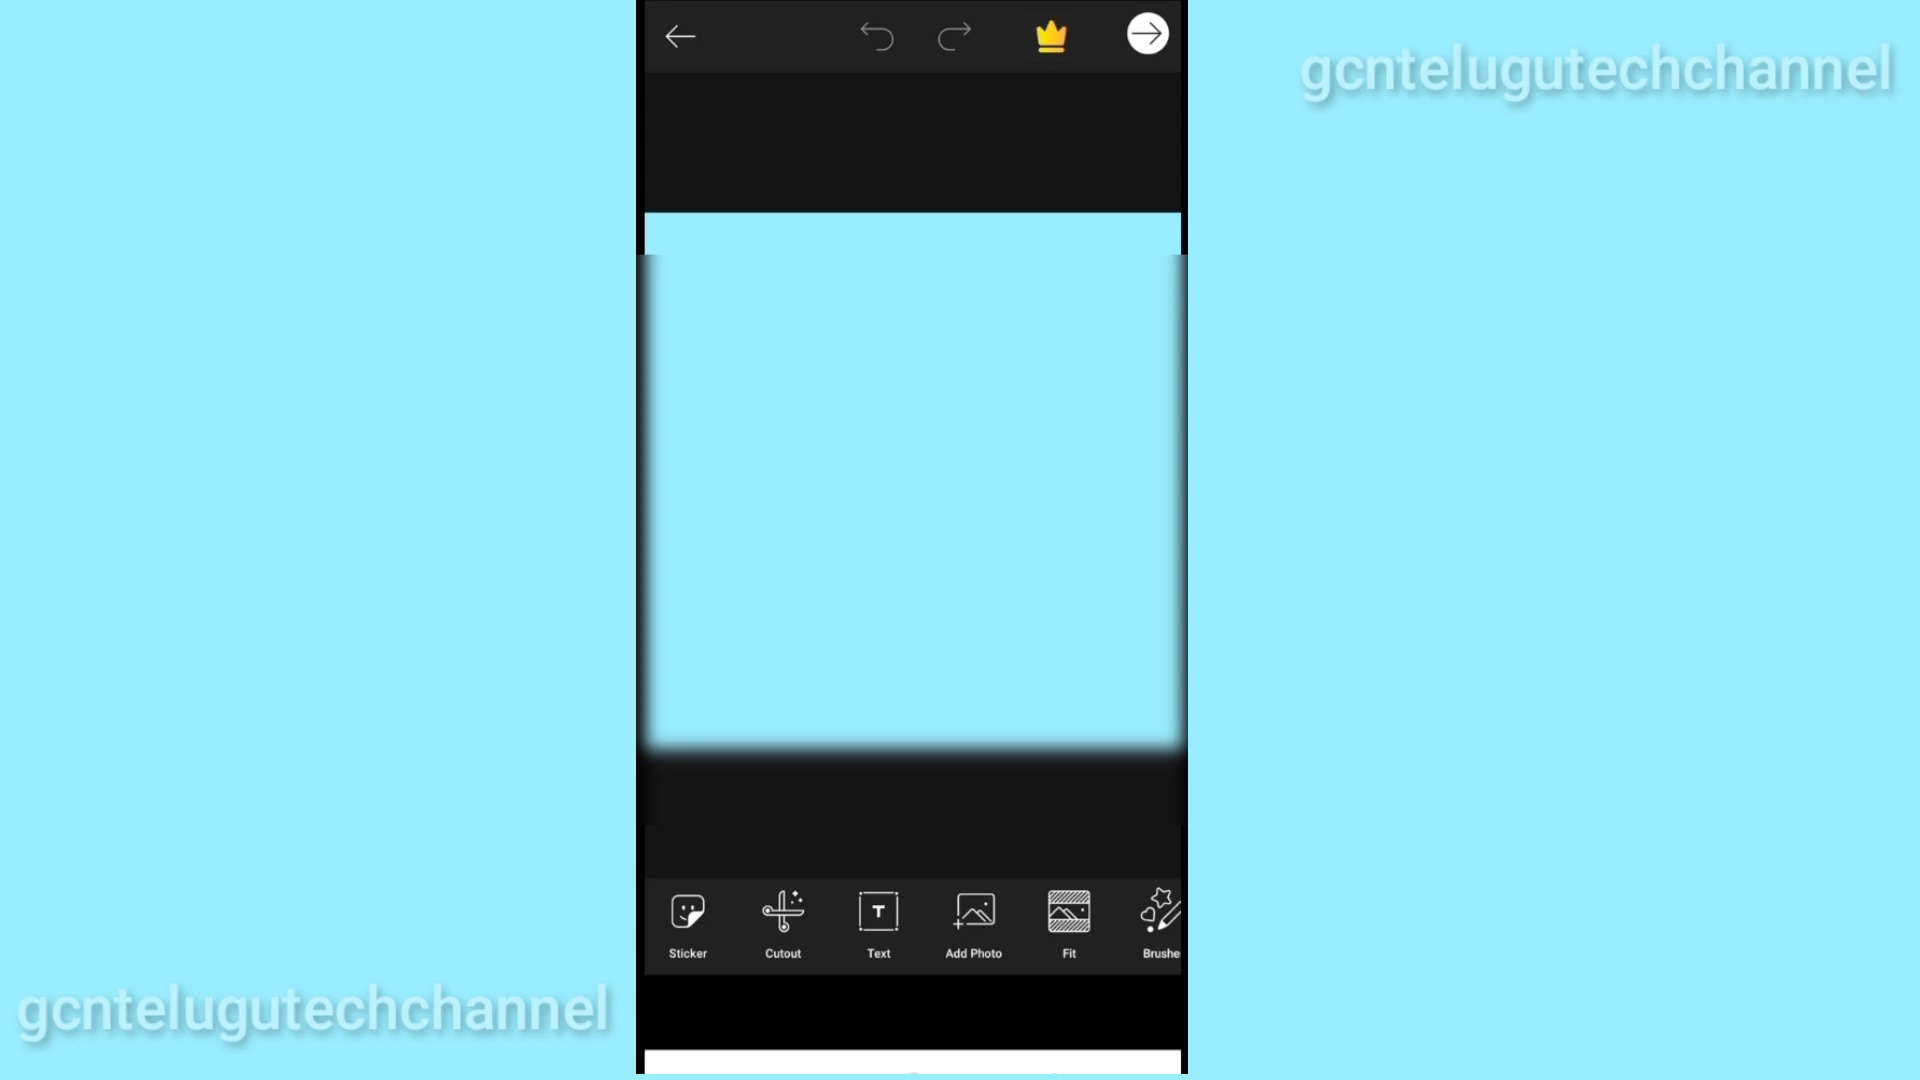 gcntelugutechchannel
T
Sticker
Cutout
Text
Add Photo
Fit
Brushe
gcntelugutechchannel